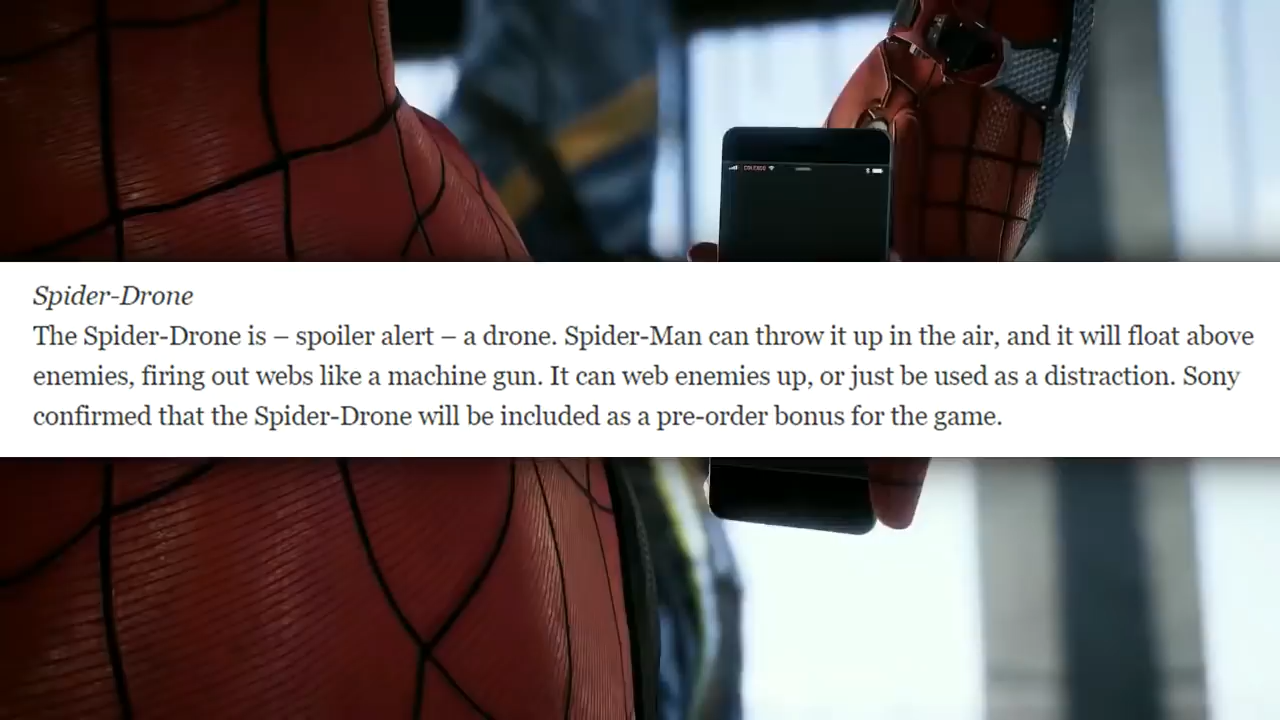 Spider-Drone
The Spider-Drone is – spoiler alert – a drone. Spider-Man can throw it up in the air, and it will float above
enemies, firing out webs like a machine gun. It can web enemies up, or just be used as a distraction. Sony
confirmed that the Spider-Drone will be included as a pre-order bonus for the game.